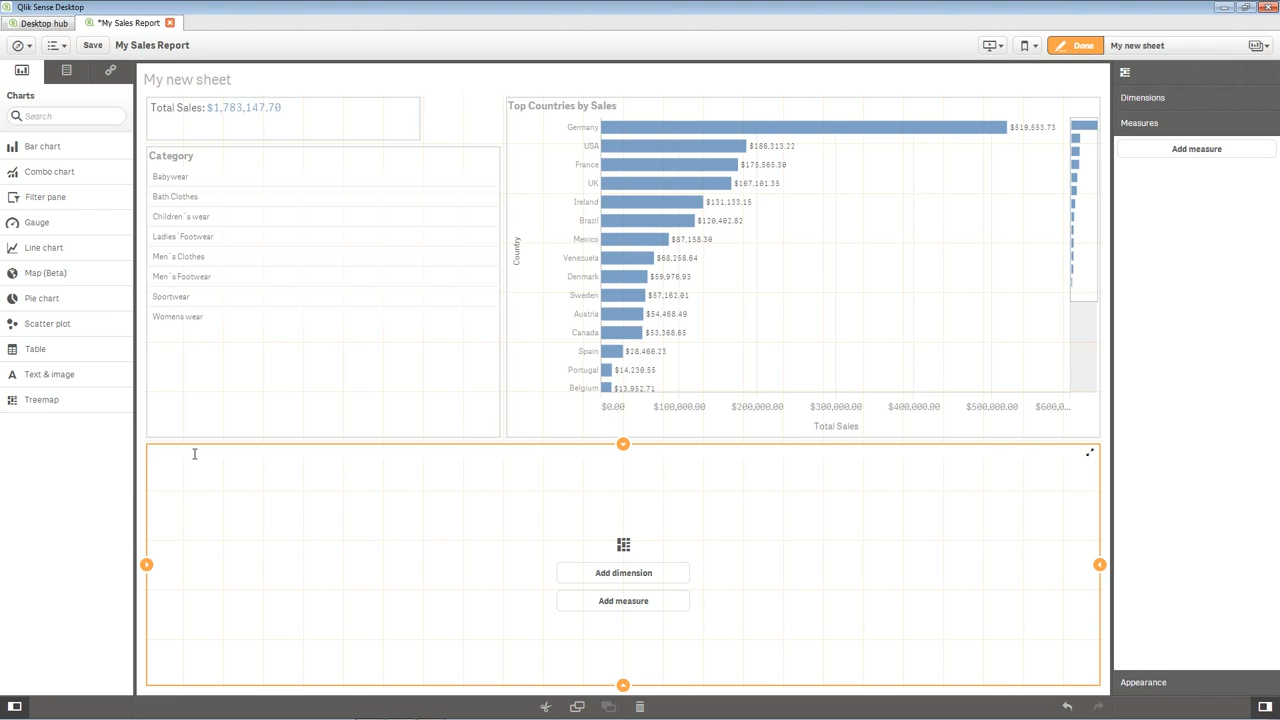 Qlik Sense Desktop
Desktop hub
*My Sales Report
Save
My Sales Report
Done
My new sheet
Charts
Search
Bar chart
Combo chart
Filter pane
Gauge
Line chart
Map (Beta)
Pie chart
Scatter plot
Table
Text & image
Treemap
My new sheet
Total Sales: $1,783,147.70
Category
Babywear
Bath Clothes
Children´s wear
Ladies´Footwear
Men´s Clothes
Men´s Footwear
Sportwear
Womens wear
Top Countries by Sales
Country
Germany $519,553.73
USA $186,313.22
France $175,565.30
UK $167,101.35
Ireland $131,133.15
Brazil $120,402.82
Mexico $87,158.30
Venezuela $68,258.64
Denmark $59,976.93
Sweden $57,162.01
Austria $54,468.49
Canada $53,368.65
Spain $28,460.23
Portugal $14,230.55
Belgium $13,952.71
$0.00 $100,000.00 $200,000.00 $300,000.00 $400,000.00 $500,000.00 $600,0...
Total Sales
Add dimension
Add measure
Dimensions
Measures
Add measure
Appearance